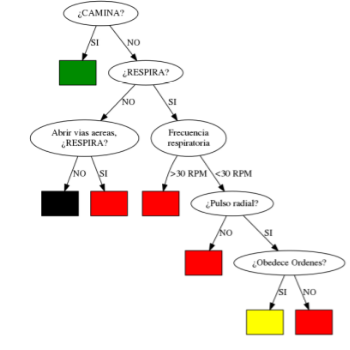 ¿CAMINA?
SI
NO
¿RESPIRA?
NO
SI
Abrir vias aereas,
¿RESPIRA?
Frecuencia
respiratoria
NO
SI
>30 RPM
<30 RPM
¿Pulso radial?
NO
SI
¿Obedece Ordenes?
SI
NO